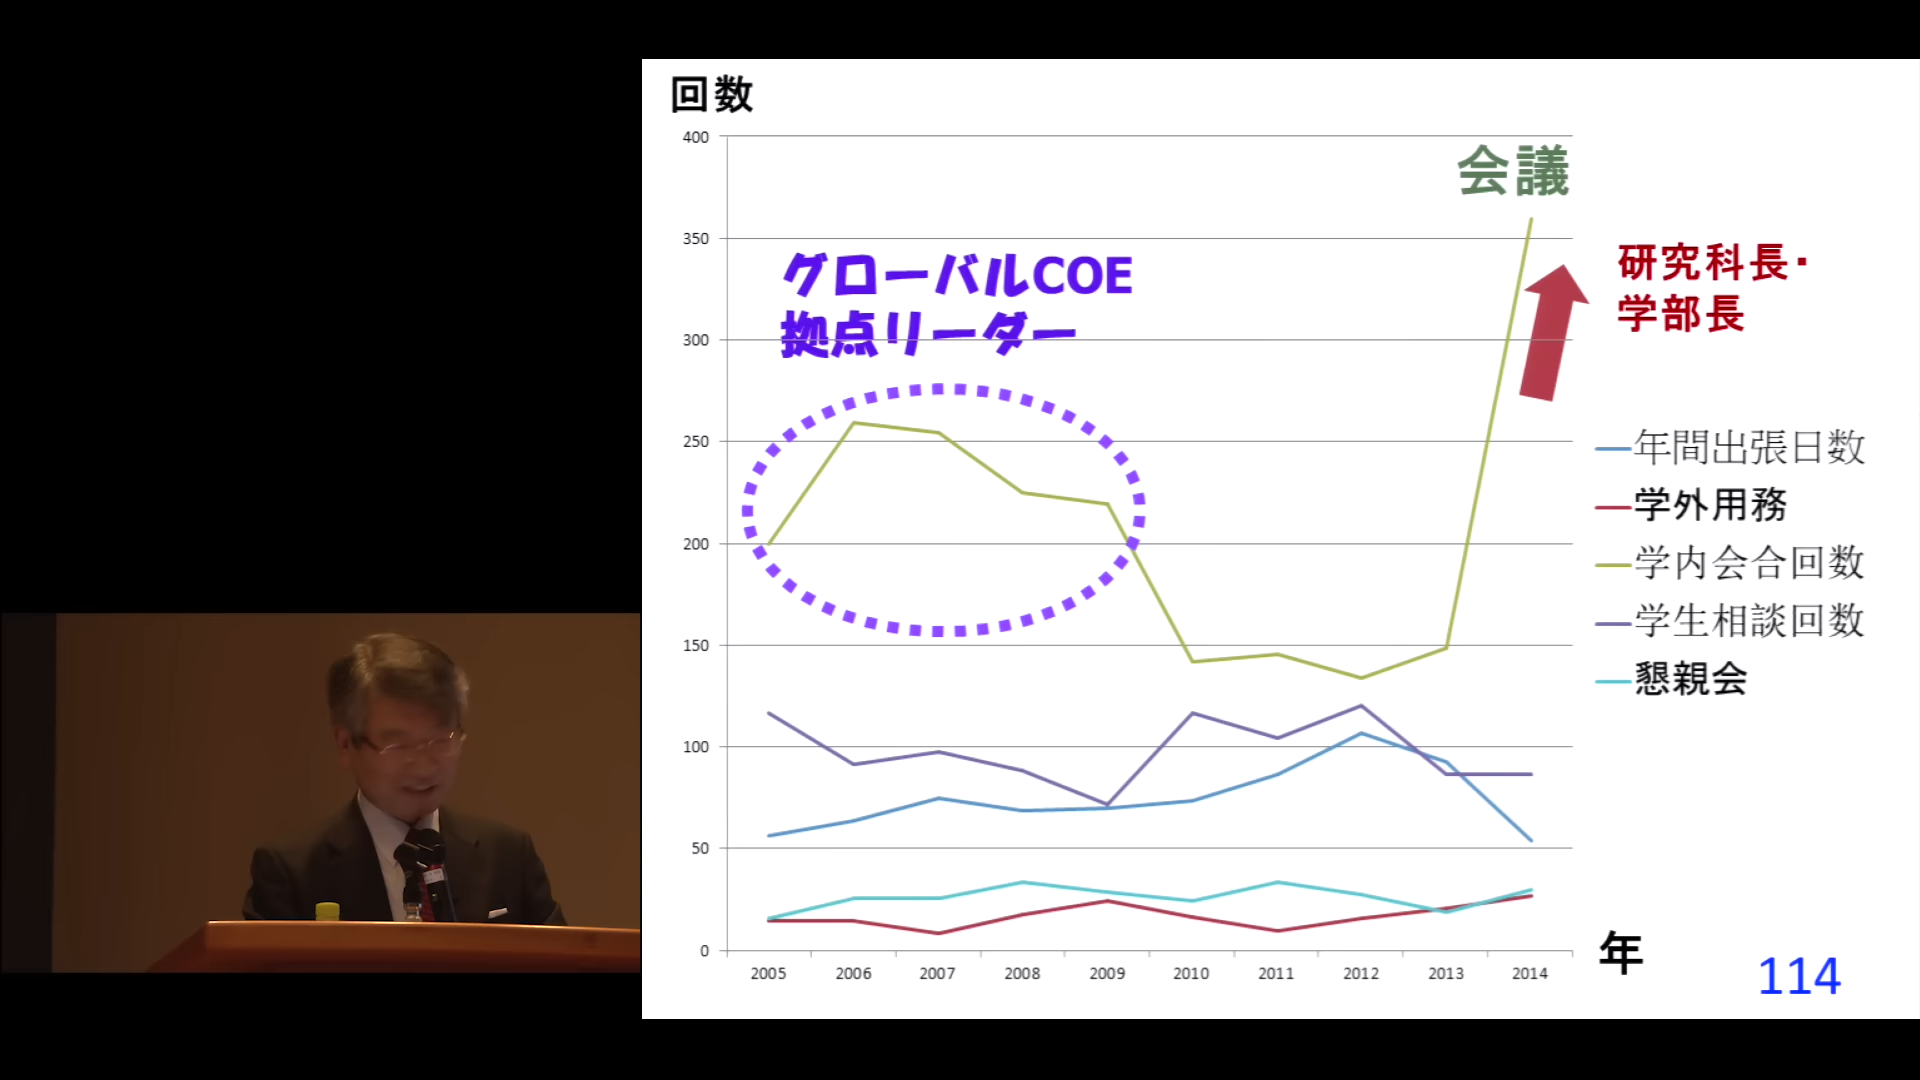 回数
400
会議
350
研究科長・
学部長
グローバルCOE
拠点リーダー
300
250
200
150
100
50
0
年間出張日数
学外用務
学内会合回数
学生相談回数
懇親会
2005 2006 2007 2008 2009 2010 2011 2012 2013 2014
年
114